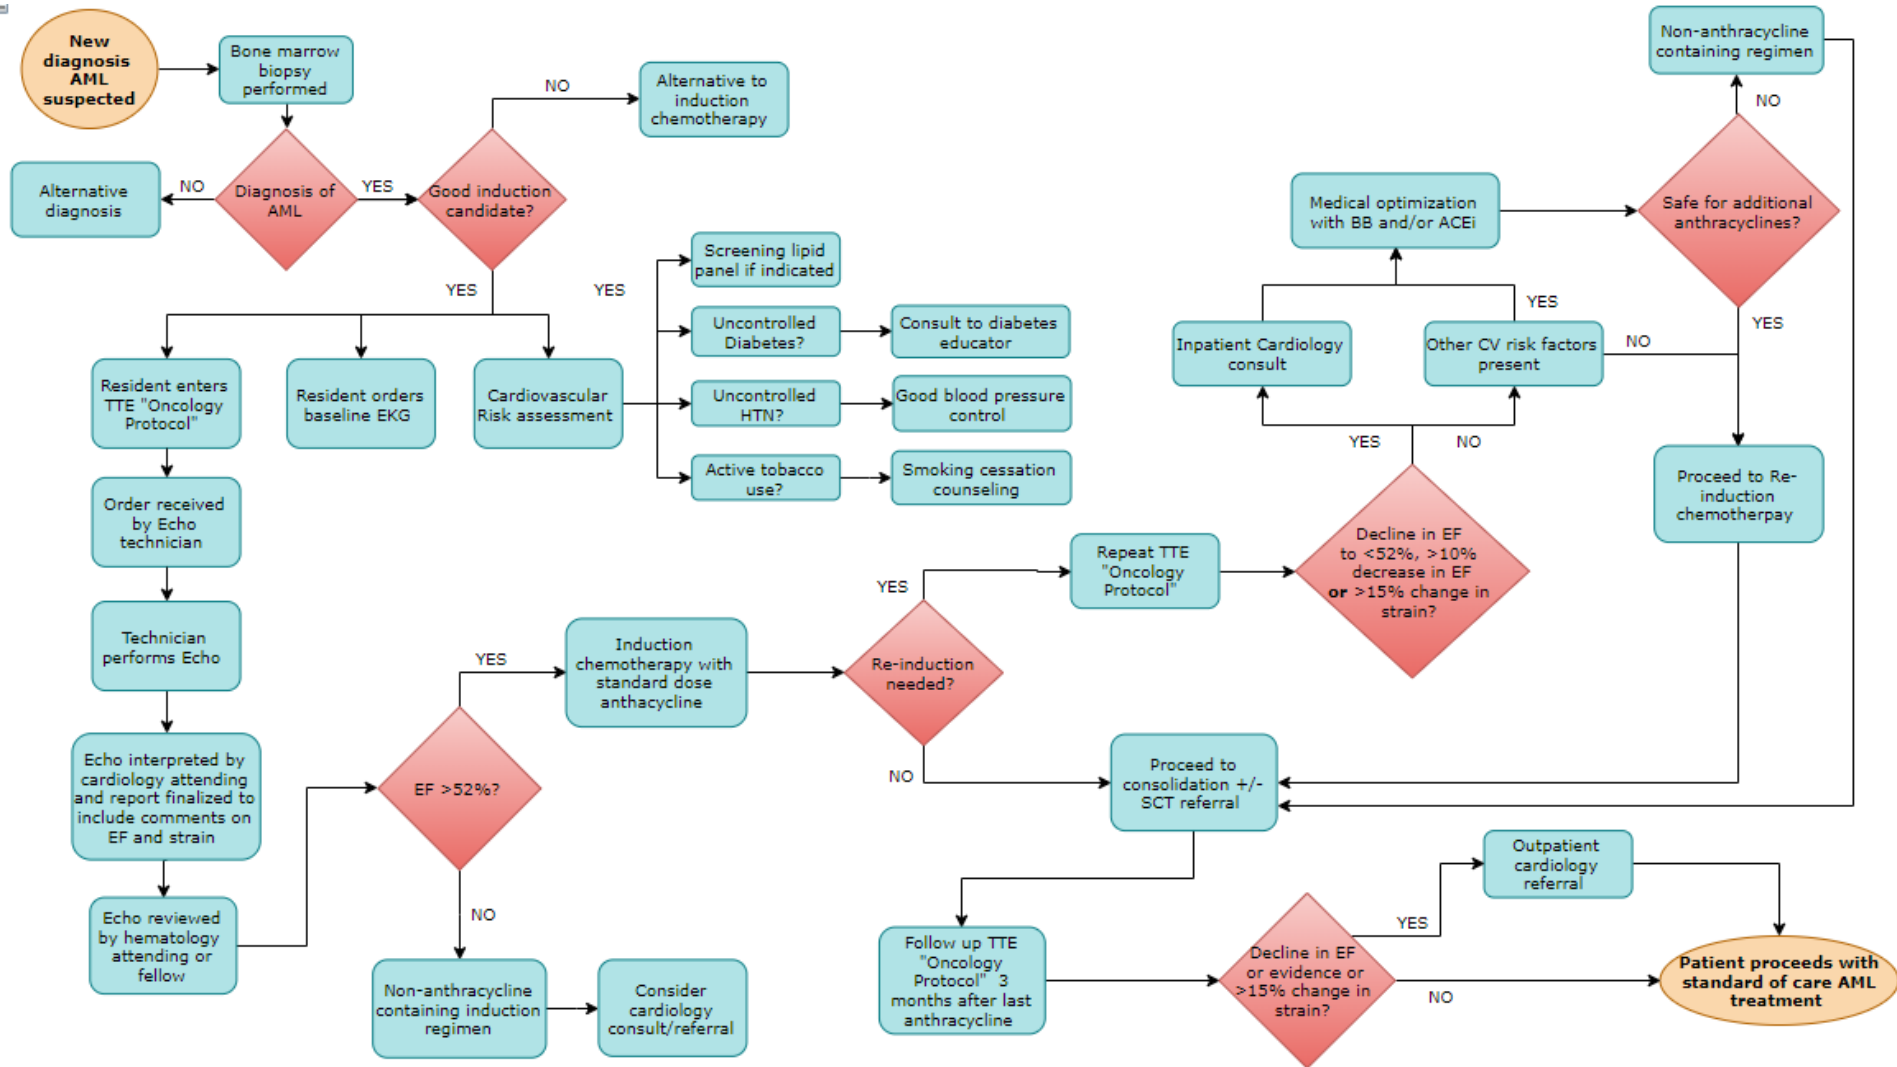 New
diagnosis
AML
suspected
Bone marrow
biopsy
performed
Diagnosis of
AML
NO
Alternative
diagnosis
YES
Good induction
candidate?
NO
Alternative to
induction
chemotherapy
YES
Resident enters
TTE "Oncology
Protocol"
Resident orders
baseline EKG
Cardiovascular
Risk assessment
YES
Screening lipid
panel if indicated
Uncontrolled
Diabetes?
Consult to diabetes
educator
Uncontrolled
HTN?
Good blood pressure
control
Active tobacco
use?
Smoking cessation
counseling
Order received
by Echo
technician
Technician
performs Echo
Echo interpreted by
cardiology attending
and report finalized to
include comments on
EF and strain
Echo reviewed
by hematology
attending or
fellow
EF >52%?
NO
Non-anthracycline
containing induction
regimen
Consider
cardiology
consult/referral
YES
Induction
chemotherapy with
standard dose
anthacycline
Re-induction
needed?
YES
Repeat TTE
"Oncology
Protocol"
Decline in EF
to <52%, >10%
decrease in EF
or >15% change in
strain?
YES
NO
Inpatient Cardiology
consult
Other CV risk factors
present
YES
NO
Medical optimization
with BB and/or ACEi
Safe for additional
anthracyclines?
NO
Non-anthracycline
containing regimen
YES
Proceed to Re-
induction
chemotherpay
NO
Proceed to
consolidation +/-
SCT referral
Follow up TTE
"Oncology
Protocol" 3
months after last
anthracycline
Decline in EF
or evidence or
>15% change in
strain?
YES
Outpatient
cardiology
referral
NO
Patient proceeds with
standard of care AML
treatment